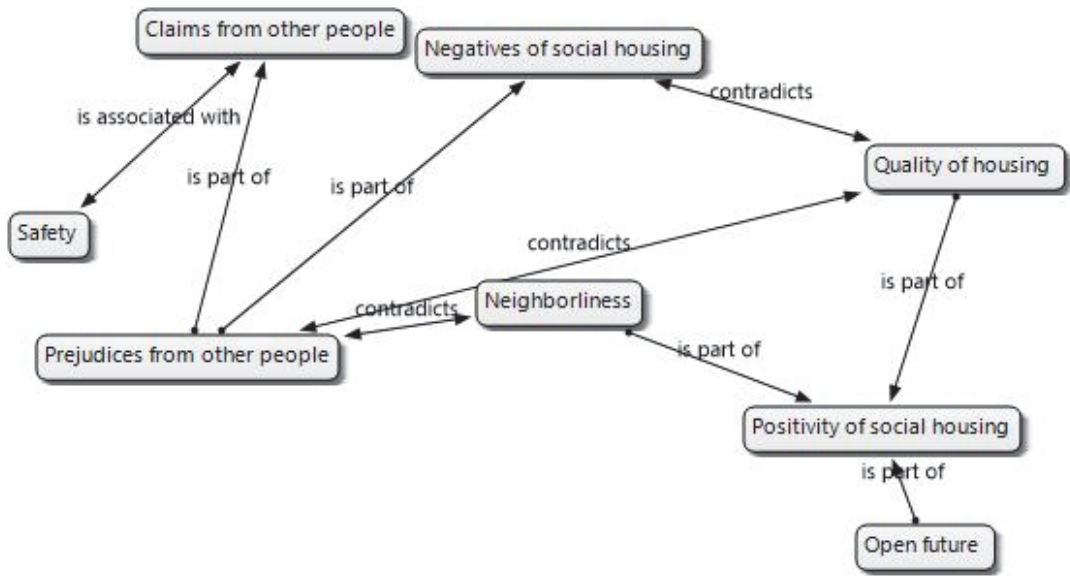 Claims from other people
Negatives of social housing
contradicts
is associated with
Quality of housing
is part of
is part of
Safety
contradicts
is part of
Neighborliness
contradicts
Prejudices from other people
is part of
Positivity of social housing
is part of
Open future